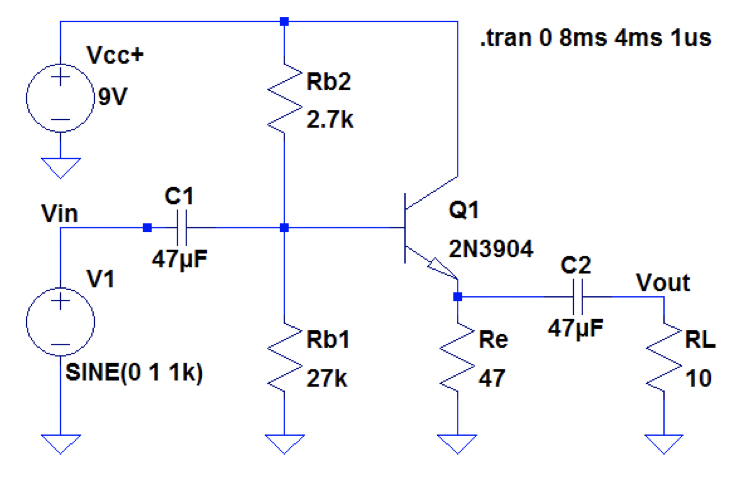 .tran 0 8ms 4ms 1us
Vcc+
9V
Rb2
2.7k
C1
47µF
Vin
V1
SINE(0 1 1k)
Rb1
27k
Q1
2N3904
C2
47µF
Vout
Re
47
RL
10